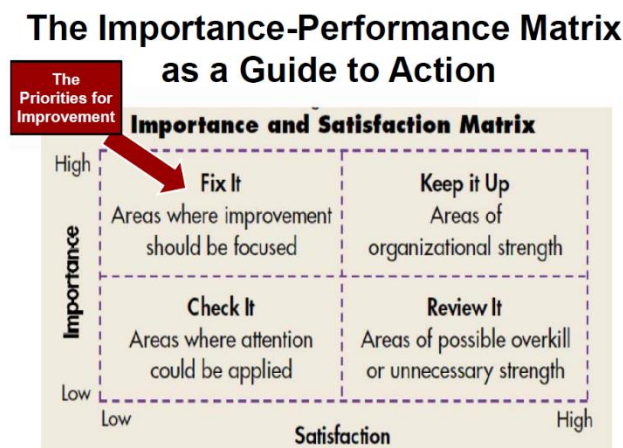 The Importance-Performance Matrix
as a Guide to Action
The
Priorities for
Improvement
Importance and Satisfaction Matrix
High
Fix It
Areas where improvement
should be focused
Keep it Up
Areas of
organizational strength
Importance
Check It
Areas where attention
could be applied
Review It
Areas of possible overkill
or unnecessary strength
Low
Low
High
Satisfaction